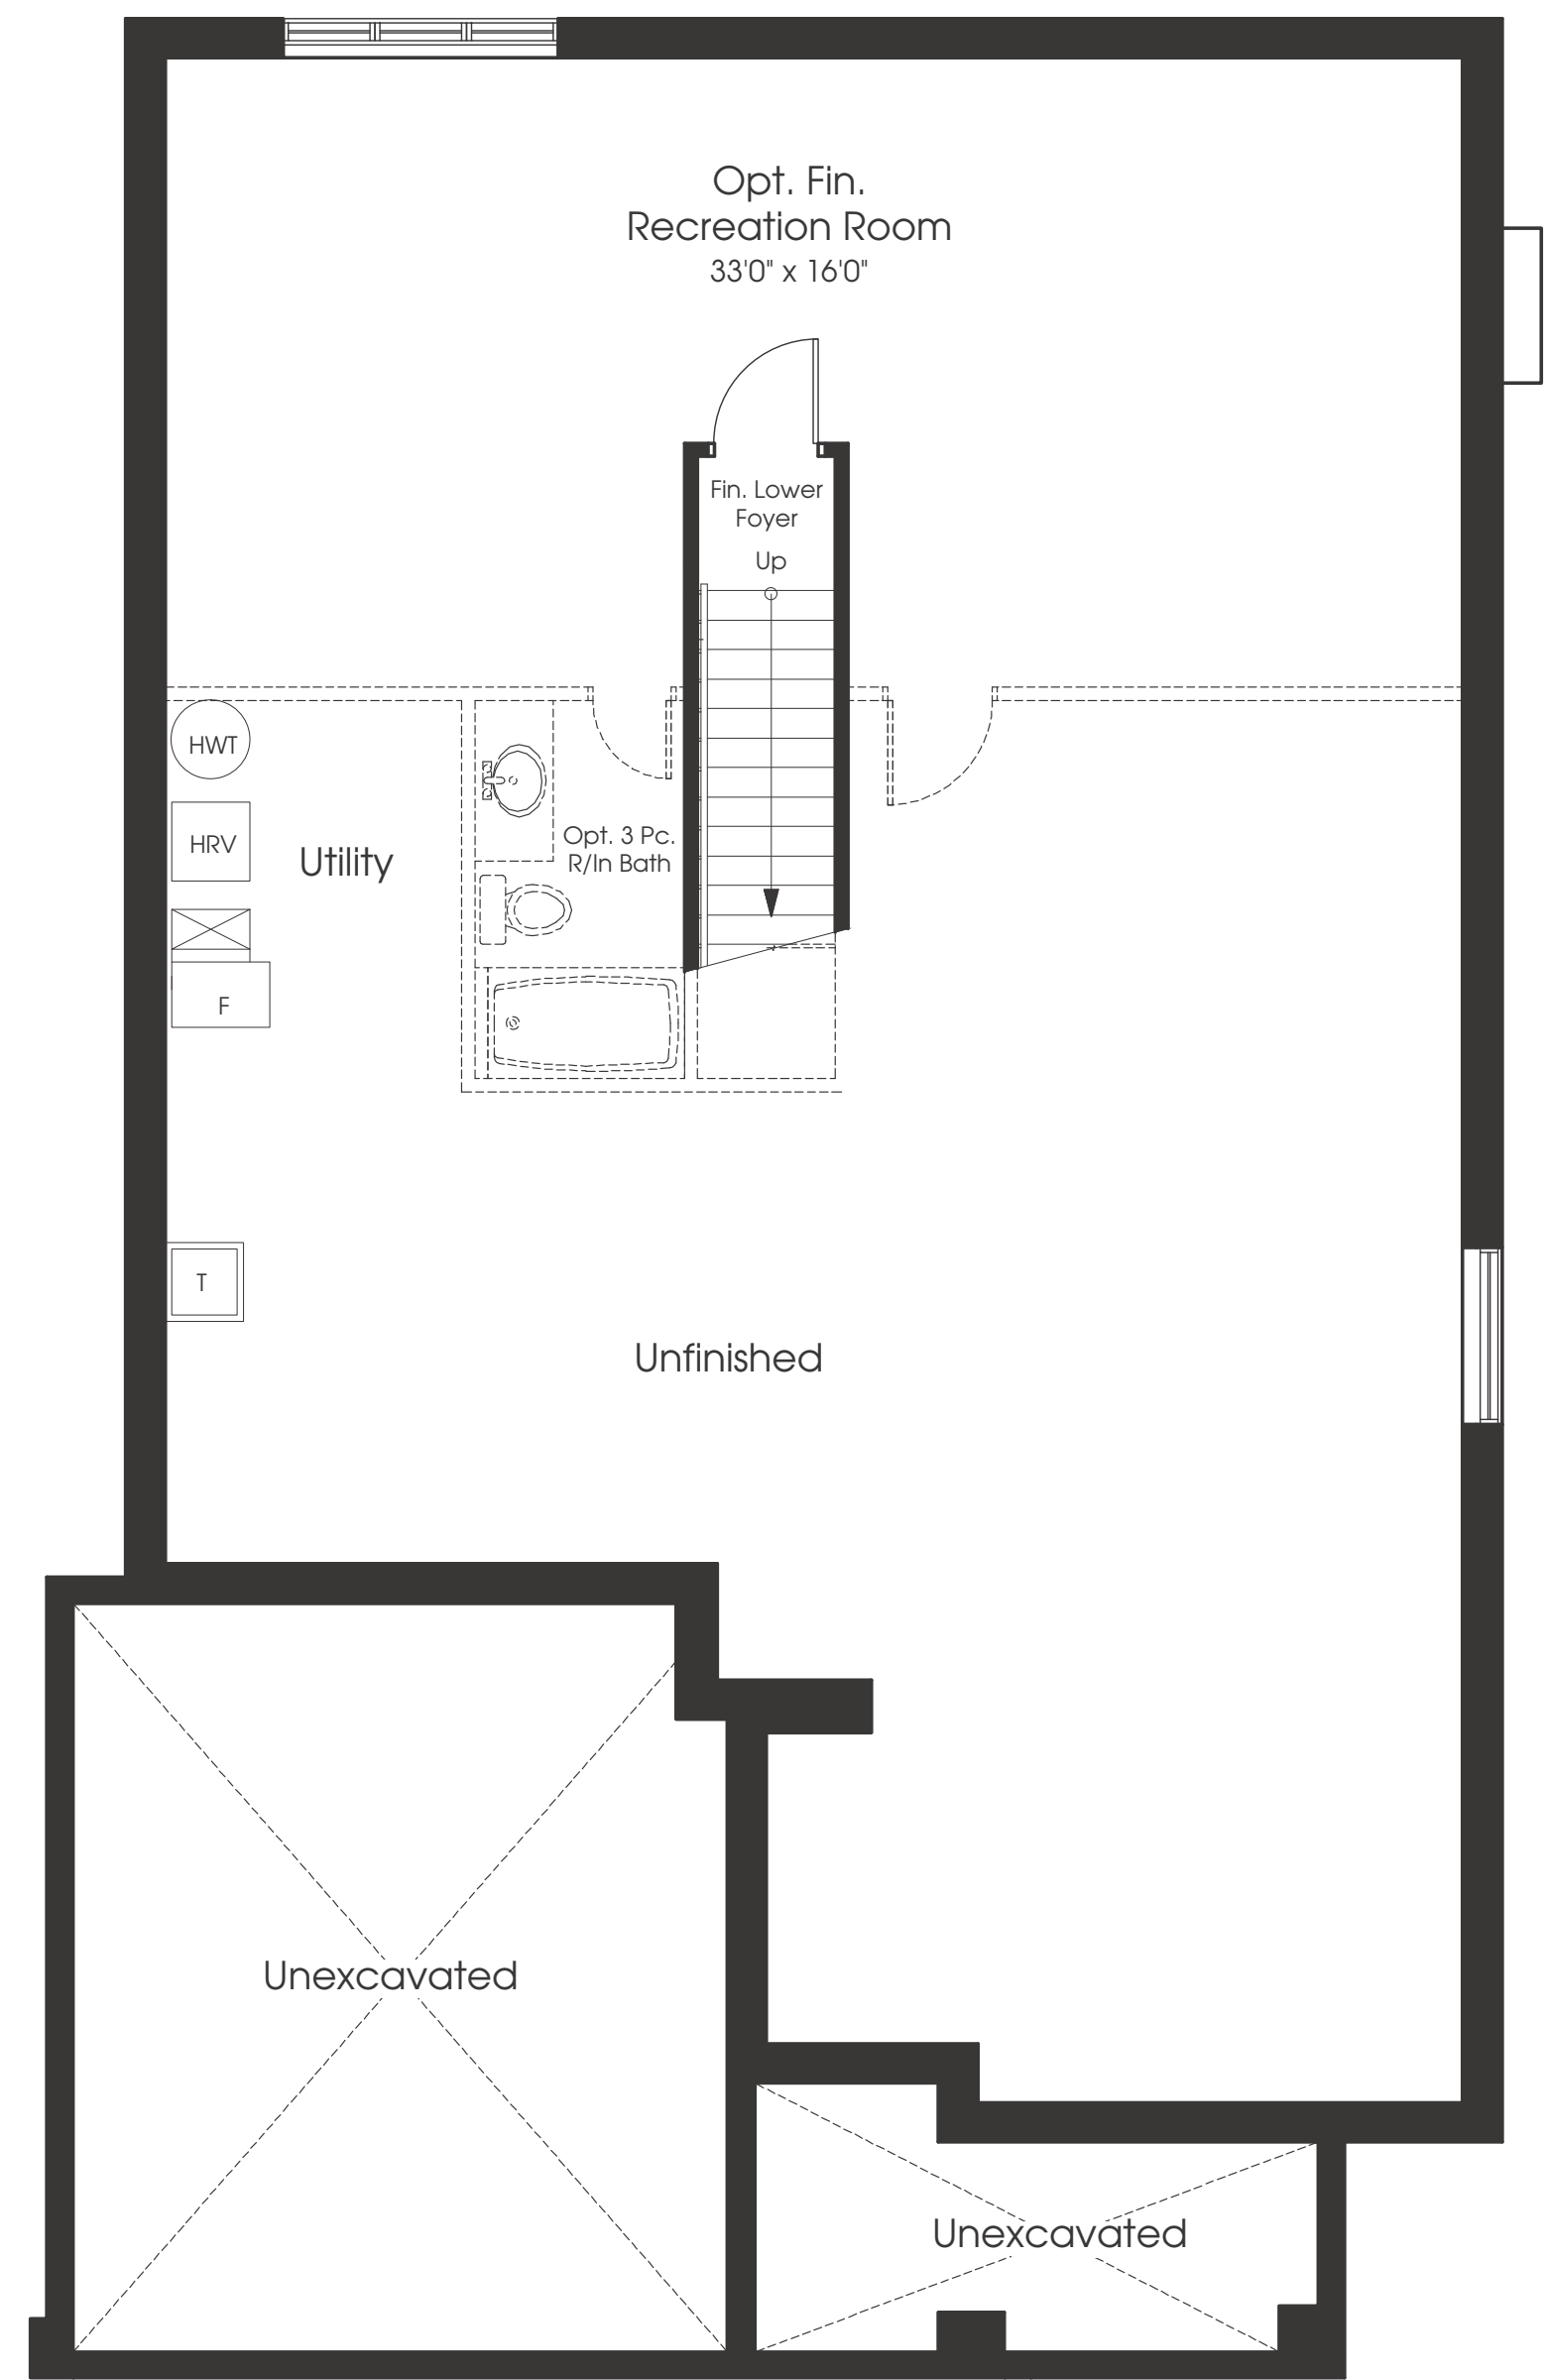 Opt. Fin.
Recreation Room
33'0" x 16'0"
Fin. Lower
Foyer
Up
HWT
HRV
Utility
Opt. 3 Pc.
R/In Bath
F
T
Unfinished
Unexcavated
Unexcavated